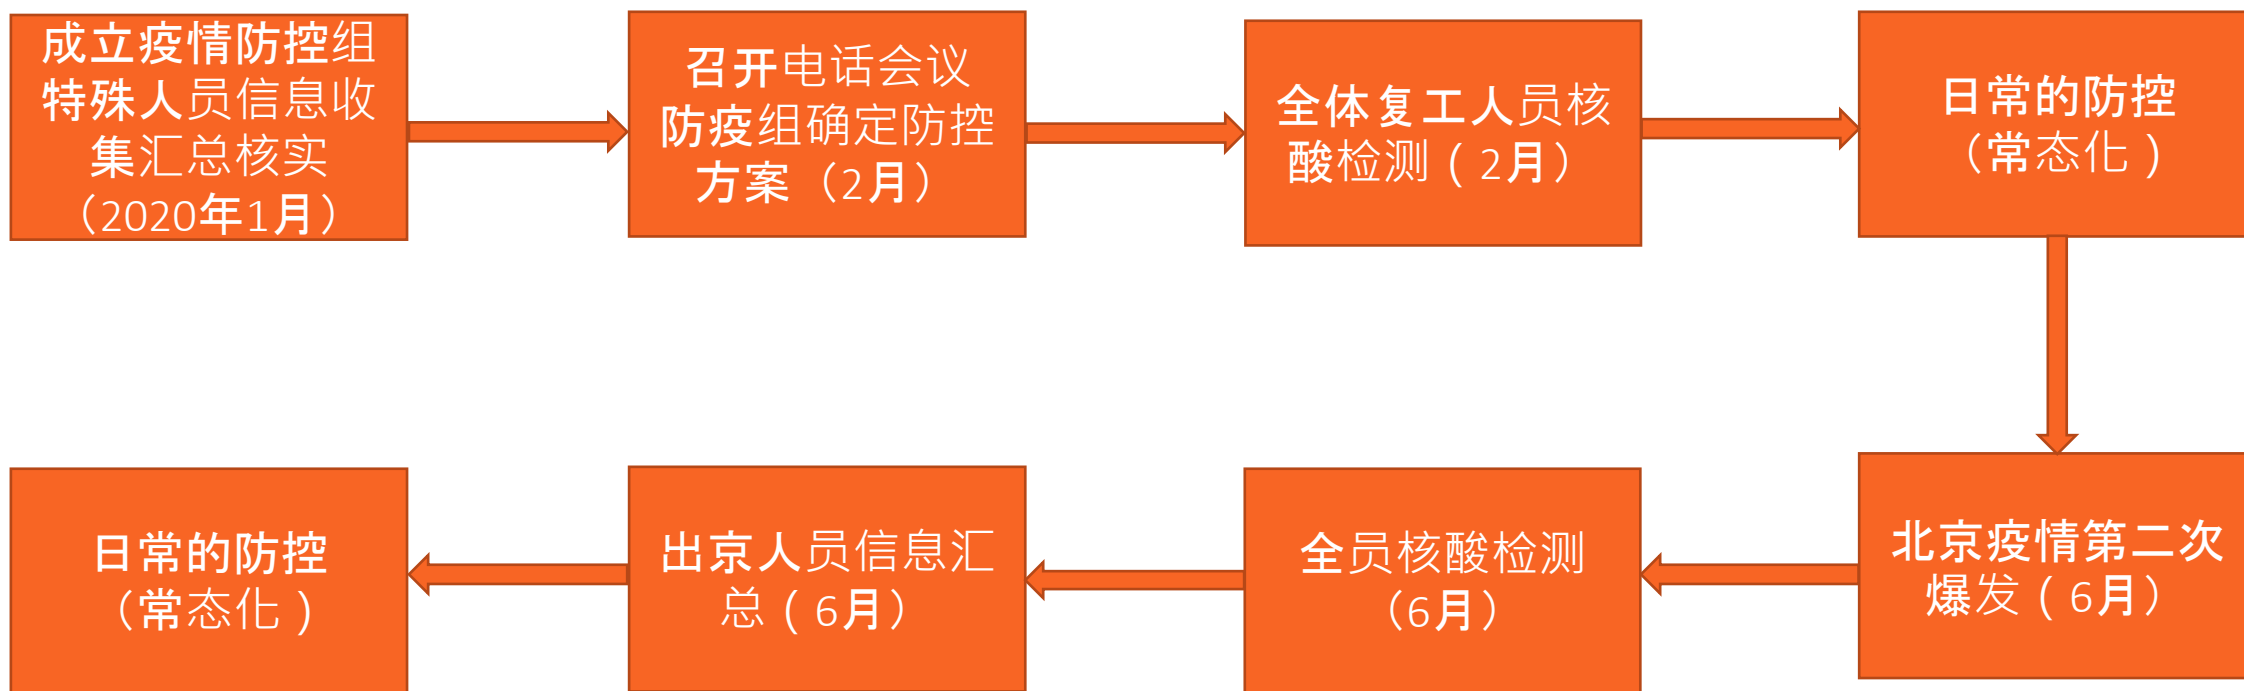 成立疫情防控组
特殊人员信息收
集汇总核实
（2020年1月）
召开电话会议
防疫组确定防控
方案（2月）
全体复工人员核
酸检测（2月）
日常的防控
（常态化）
北京疫情第二次
爆发（6月）
全员核酸检测
（6月）
出京人员信息汇
总（6月）
日常的防控
（常态化）